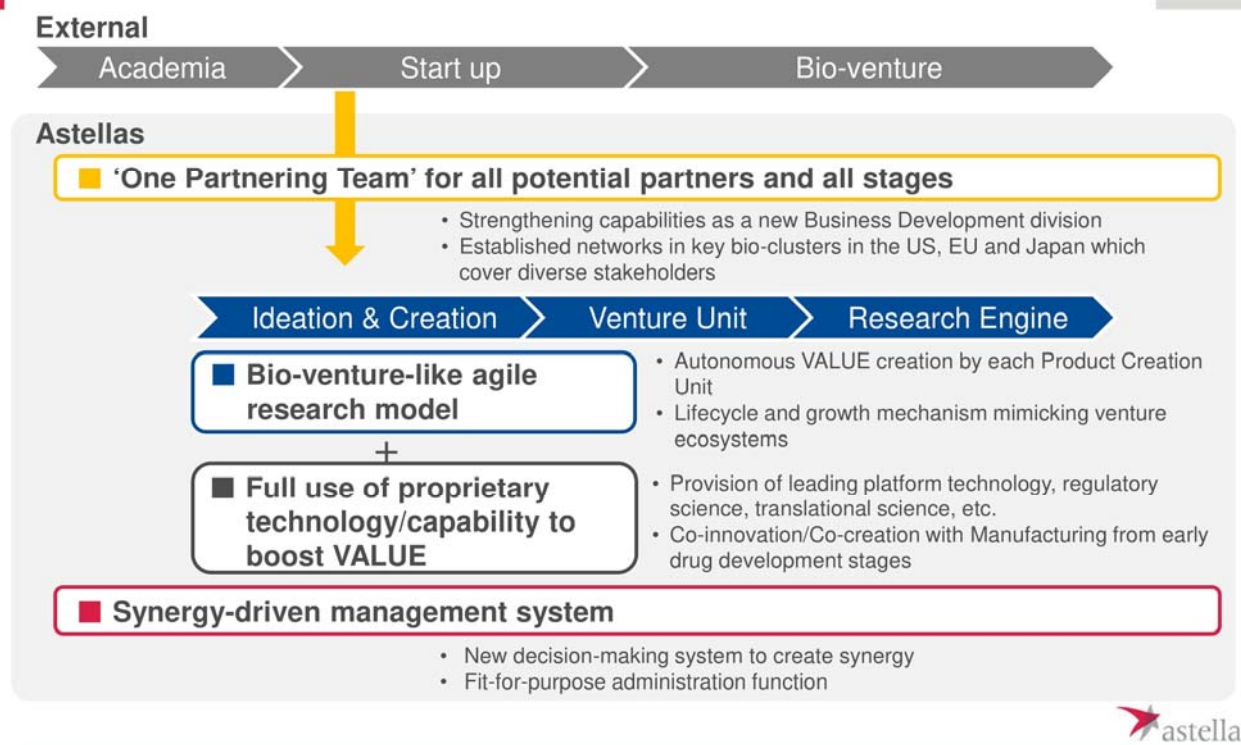 External
Academia
Start up
Bio-venture
Astellas
'One Partnering Team' for all potential partners and all stages
• Strengthening capabilities as a new Business Development division
• Established networks in key bio-clusters in the US, EU and Japan which
cover diverse stakeholders
Ideation & Creation
Venture Unit
Research Engine
Bio-venture-like agile
research model
• Autonomous VALUE creation by each Product Creation
Unit
• Lifecycle and growth mechanism mimicking venture
ecosystems
+
Full use of proprietary
technology/capability to
boost VALUE
• Provision of leading platform technology, regulatory
science, translational science, etc.
• Co-innovation/Co-creation with Manufacturing from early
drug development stages
Synergy-driven management system
• New decision-making system to create synergy
• Fit-for-purpose administration function
astella